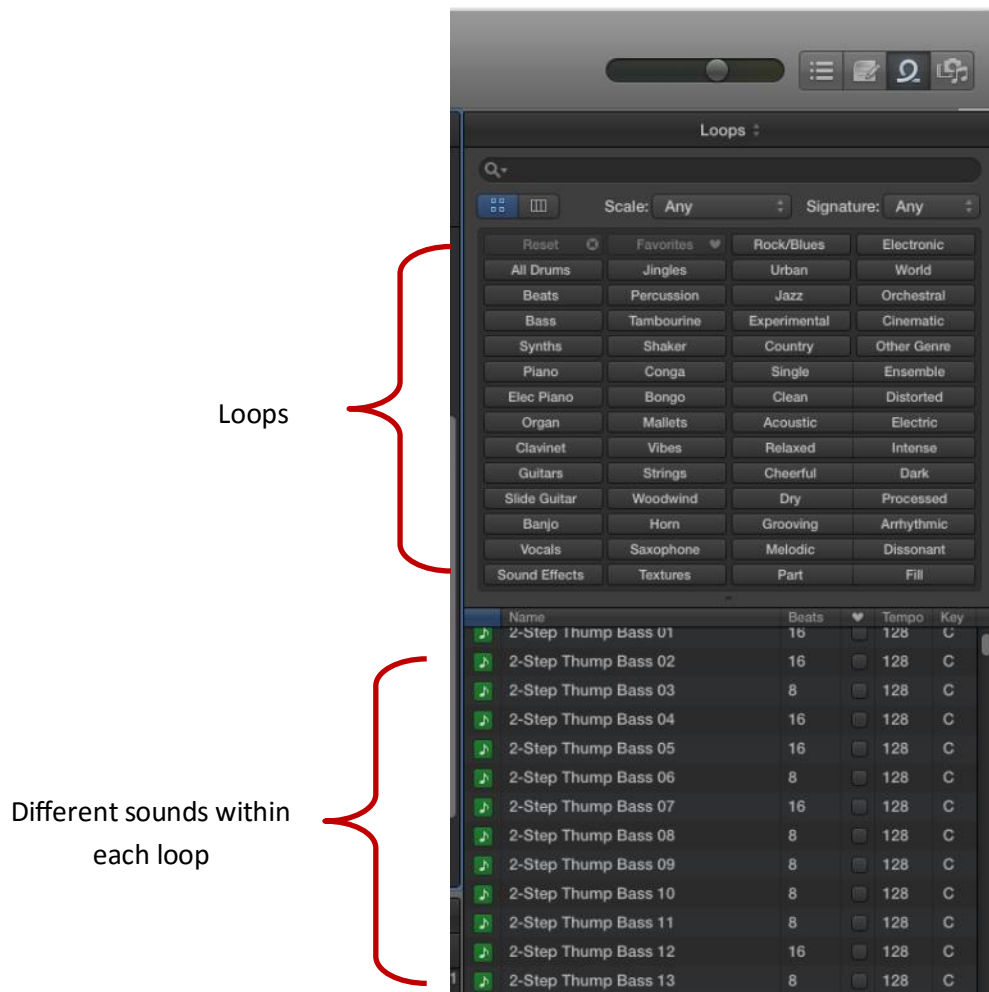 Loops
Scale: Any Signature: Any
Reset Favorites Rock/Blues Electronic
All Drums Jingles Urban World
Beats Percussion Jazz Orchestral
Bass Tambourine Experimental Cinematic
Synths Shaker Country Other Genre
Piano Conga Single Ensemble
Elec Piano Bongo Clean Distorted
Organ Mallets Acoustic Electric
Clavinet Vibes Relaxed Intense
Guitars Strings Cheerful Dark
Slide Guitar Woodwind Dry Processed
Banjo Horn Grooving Arrhythmic
Vocals Saxophone Melodic Dissonant
Sound Effects Textures Part Fill
Loops
Name Beats Tempo Key
2-Step Thump Bass 01 16 128 C
2-Step Thump Bass 02 16 128 C
2-Step Thump Bass 03 8 128 C
2-Step Thump Bass 04 16 128 C
2-Step Thump Bass 05 16 128 C
2-Step Thump Bass 06 8 128 C
2-Step Thump Bass 07 16 128 C
2-Step Thump Bass 08 8 128 C
2-Step Thump Bass 09 8 128 C
2-Step Thump Bass 10 8 128 C
2-Step Thump Bass 11 8 128 C
2-Step Thump Bass 12 16 128 C
1 2-Step Thump Bass 13 8 128 C
Different sounds within
each loop